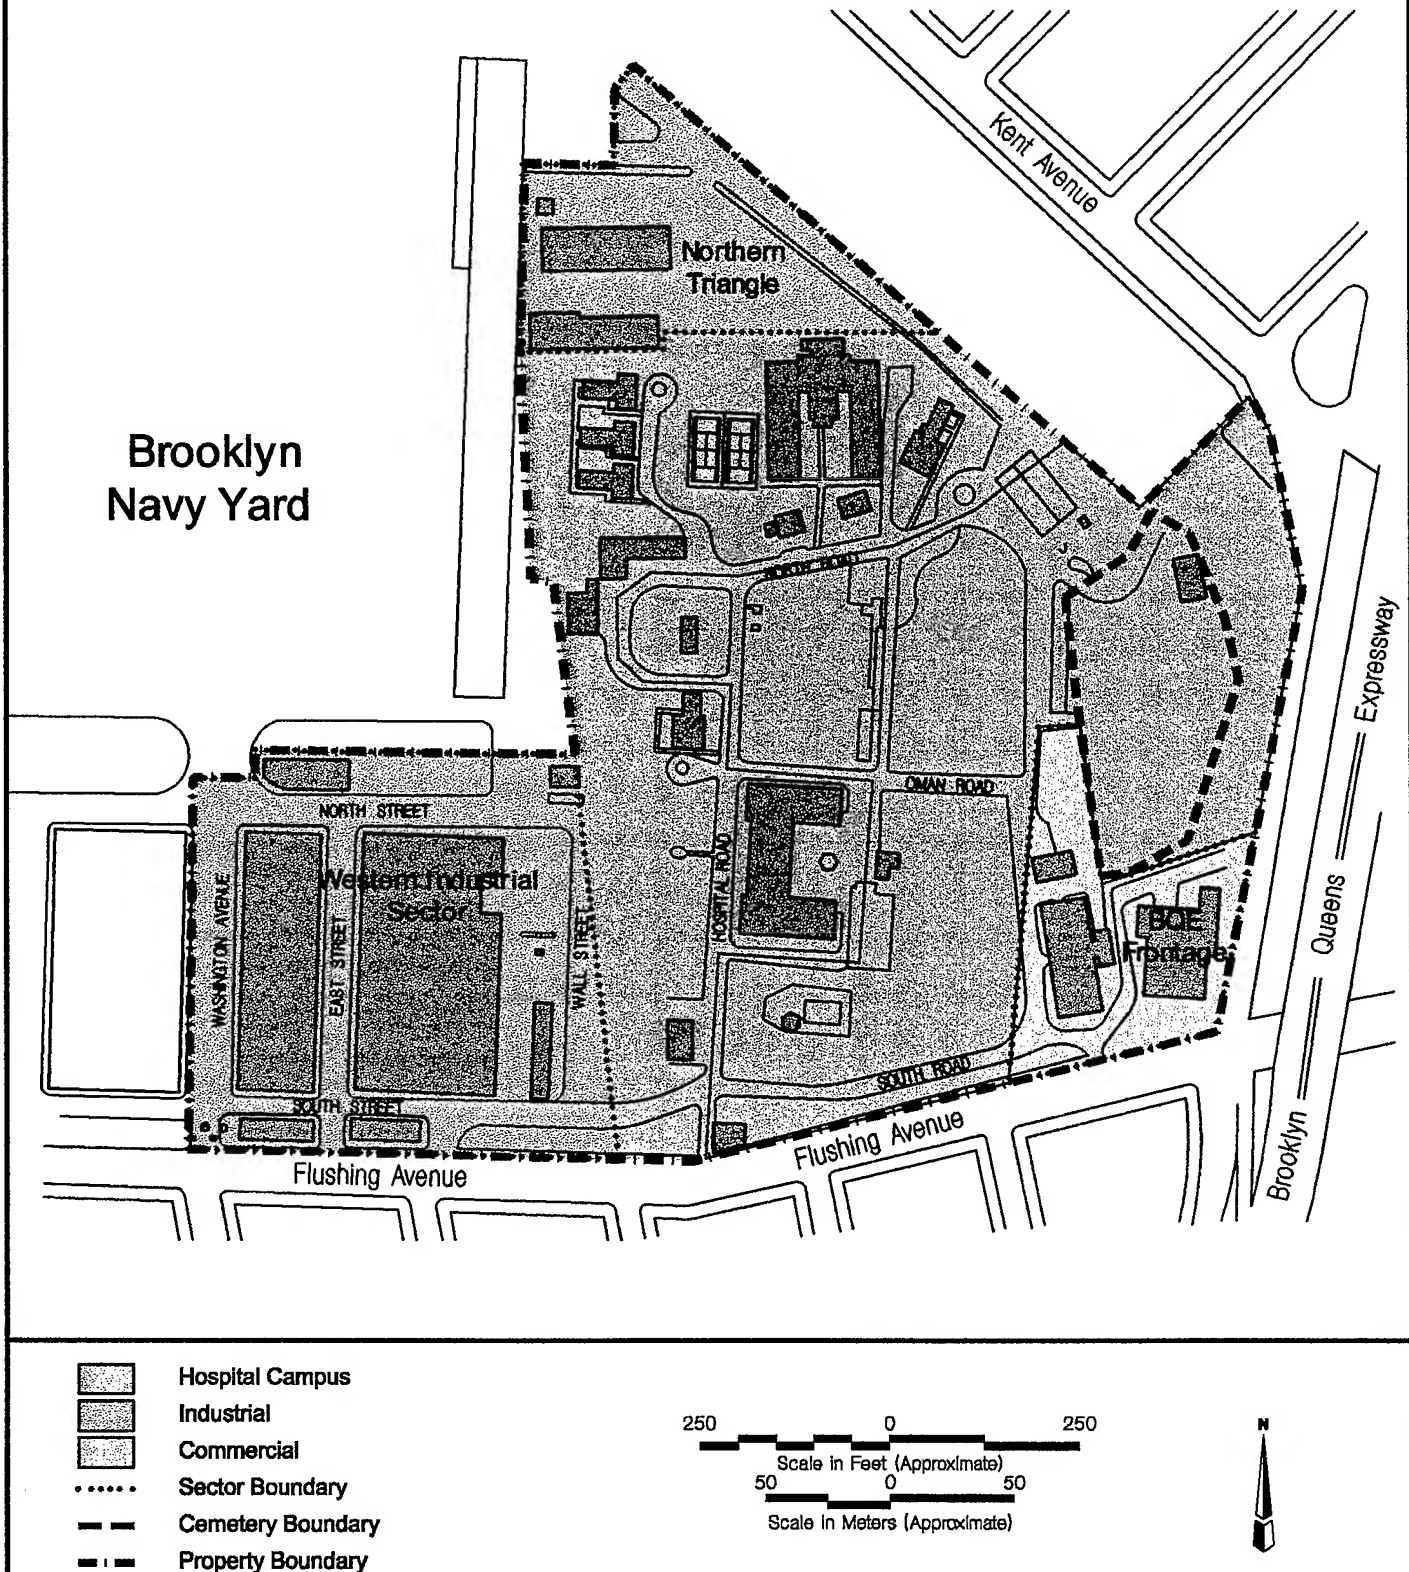 Kent Avenue
Northern
Triangle
Brooklyn
Navy Yard
NORTH ROAD
Expressway
OMAN ROAD
NORTH STREET
HOSPITAL ROAD
Western Industrial
Sector
WASHINGTON AVENUE
EAST STREET
WALL STREET
BQE
Frontage
Queens
SOUTH ROAD
SOUTH STREET
Flushing Avenue
Flushing Avenue
Brooklyn
Hospital Campus
Industrial
Commercial
Sector Boundary
Cemetery Boundary
Property Boundary
250 0 250
Scale in Feet (Approximate)
50 0 50
Scale in Meters (Approximate)
N